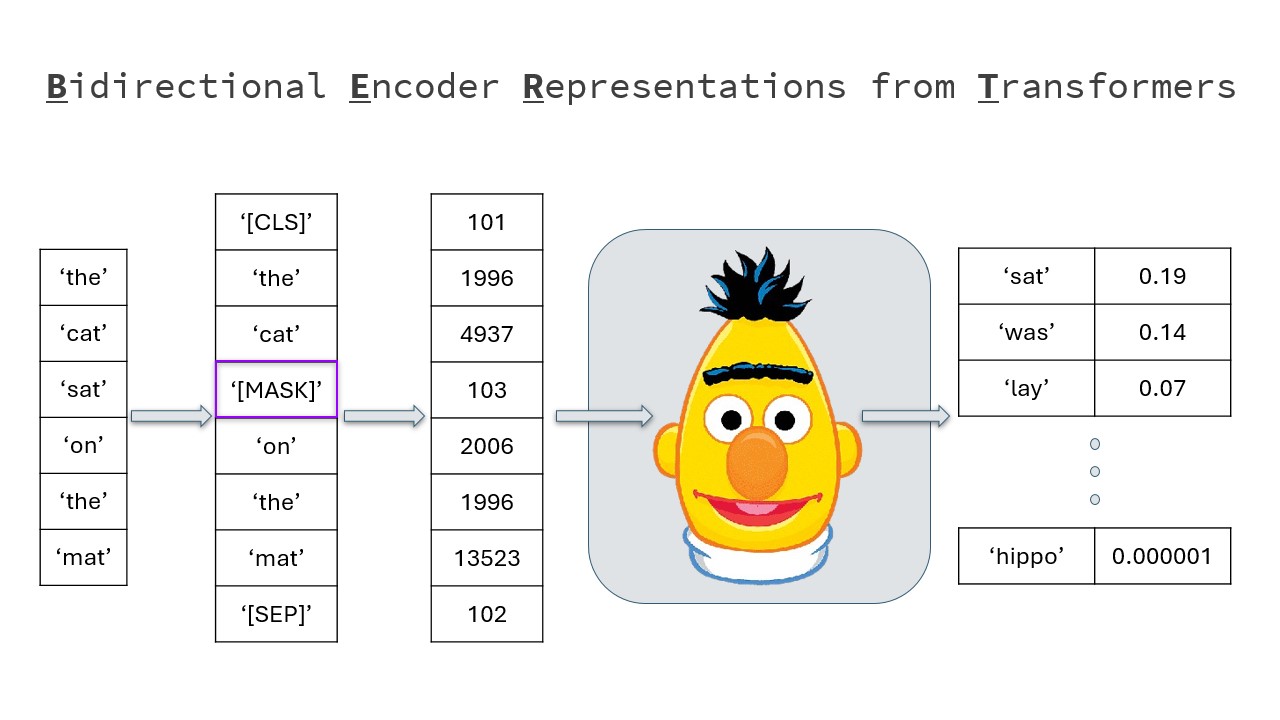 Bidirectional Encoder Representations from Transformers
‘the’
‘cat’
‘sat’
‘on’
‘the’
‘mat’
‘[CLS]’
‘the’
‘cat’
‘[MASK]’
‘on’
‘the’
‘mat’
‘[SEP]’
101
1996
4937
103
2006
1996
13523
102
‘sat’ 0.19
‘was’ 0.14
‘lay’ 0.07
‘hippo’ 0.000001